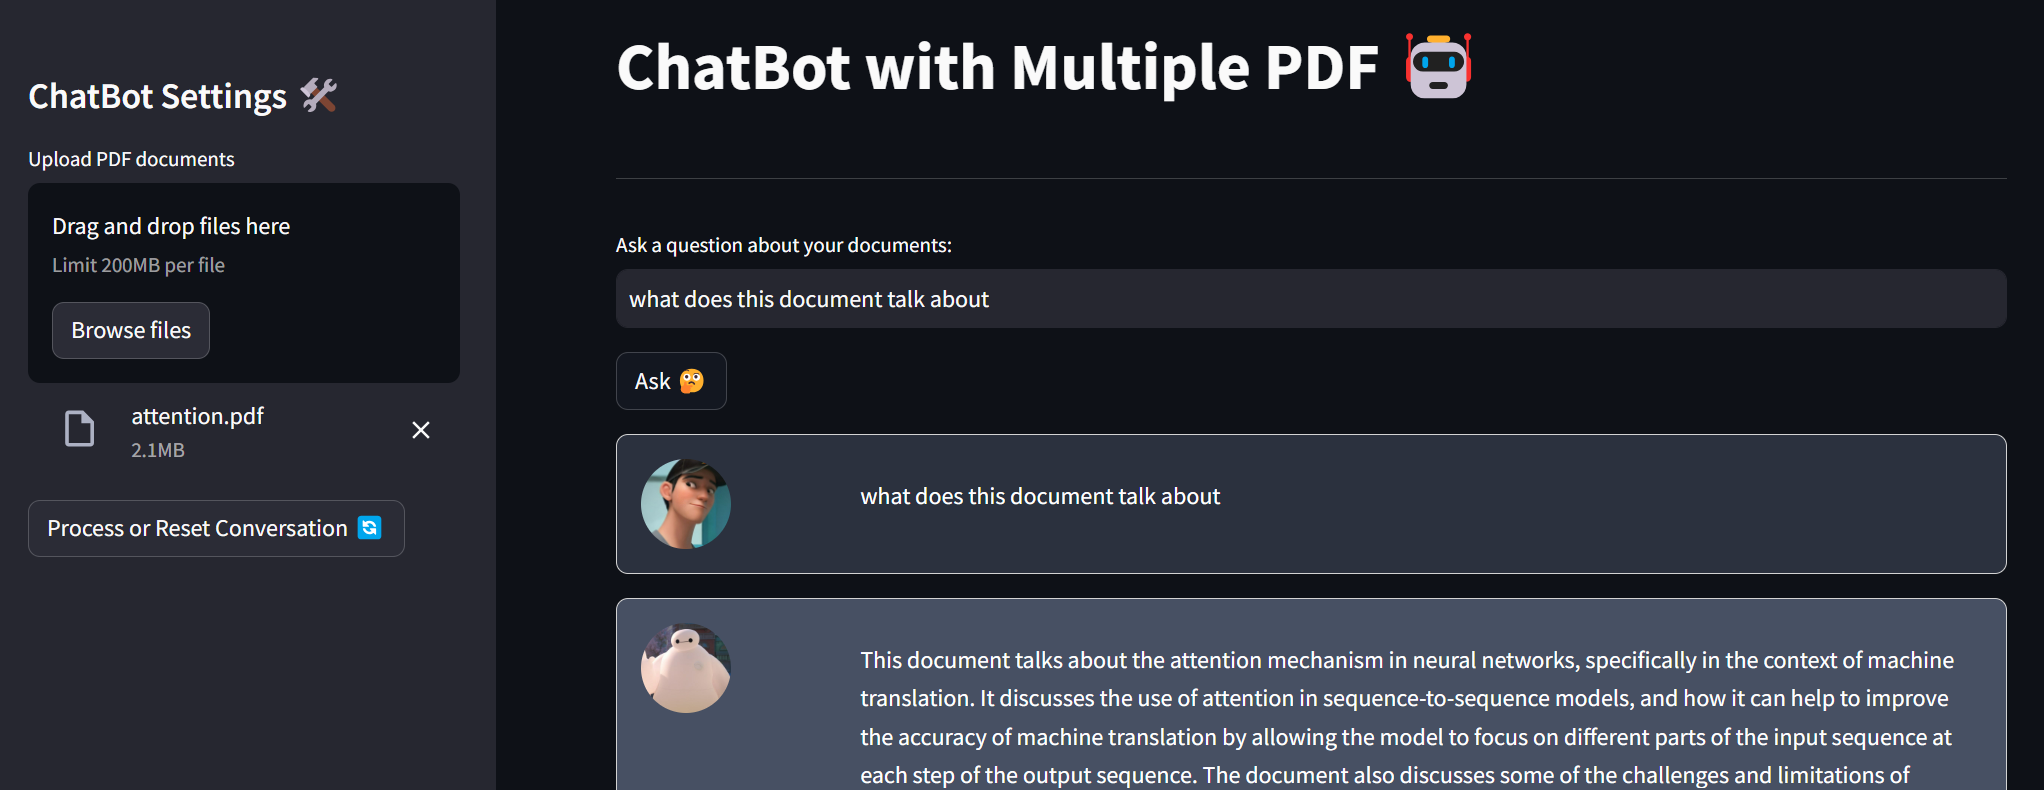 ChatBot Settings
Upload PDF documents
Drag and drop files here
Limit 200MB per file
Browse files
attention.pdf
2.1MB
Process or Reset Conversation
ChatBot with Multiple PDF
Ask a question about your documents:
what does this document talk about
Ask
what does this document talk about
This document talks about the attention mechanism in neural networks, specifically in the context of machine
translation. It discusses the use of attention in sequence-to-sequence models, and how it can help to improve
the accuracy of machine translation by allowing the model to focus on different parts of the input sequence at
each step of the output sequence. The document also discusses some of the challenges and limitations of